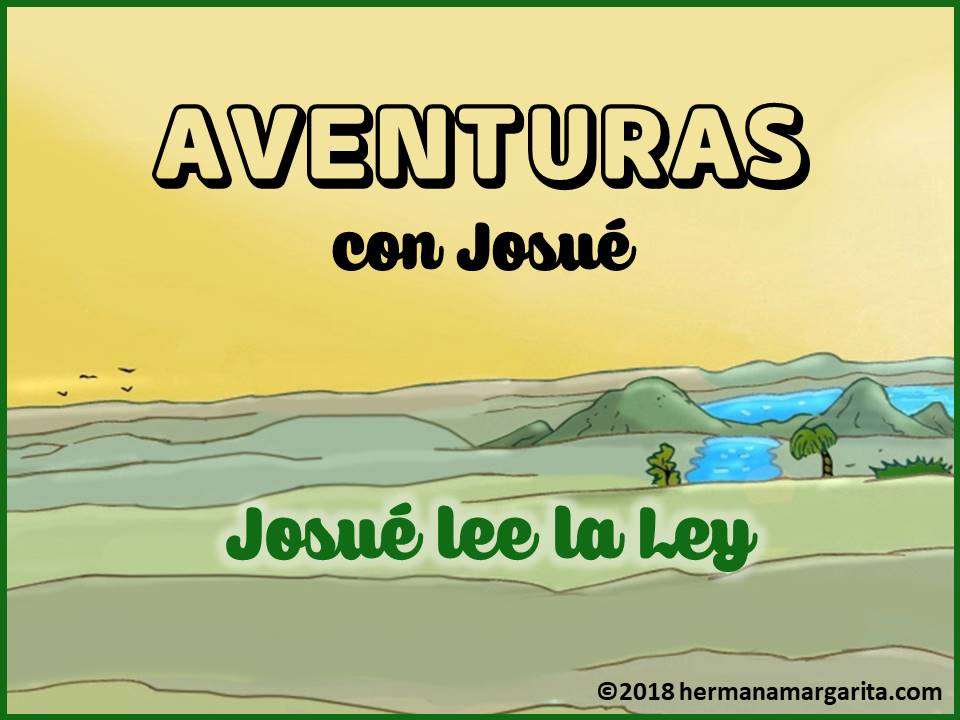 AVENTURAS
con Josué
Josué lee la Ley
©2018 hermanamargarita.com